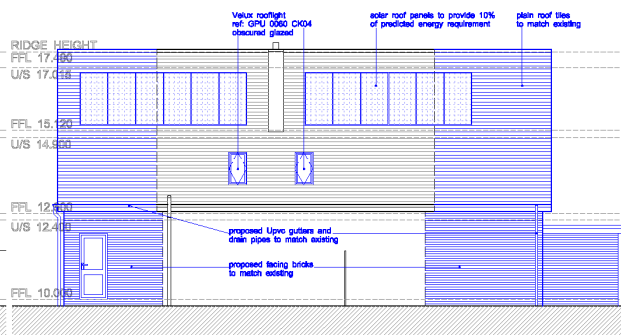 Velux rooflight
ref: GPU 0060 CK04
obscured glazed
solar roof panels to provide 10%
of predicted energy requirement
plain roof tiles
to match existing
RIDGE HEIGHT
FFL 17.480
U/S 17.015
FFL 15.120
U/S 14.900
FFL 12.600
U/S 12.400
proposed Upvc gutters and
drain pipes to match existing
proposed facing bricks
to match existing
FFL 10.000